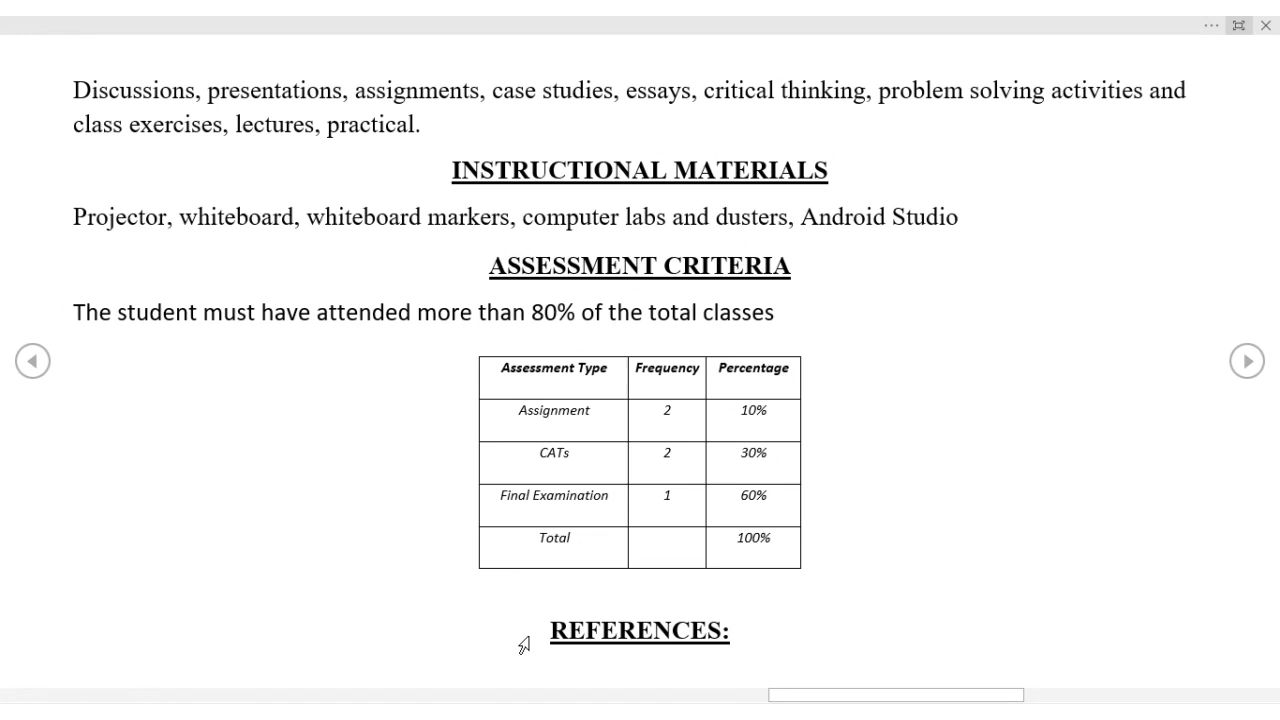 Discussions, presentations, assignments, case studies, essays, critical thinking, problem solving activities and
class exercises, lectures, practical.
INSTRUCTIONAL MATERIALS
Projector, whiteboard, whiteboard markers, computer labs and dusters, Android Studio
ASSESSMENT CRITERIA
The student must have attended more than 80% of the total classes
Assessment Type Frequency Percentage
Assignment 2 10%
CATs 2 30%
Final Examination 1 60%
Total 100%
REFERENCES: